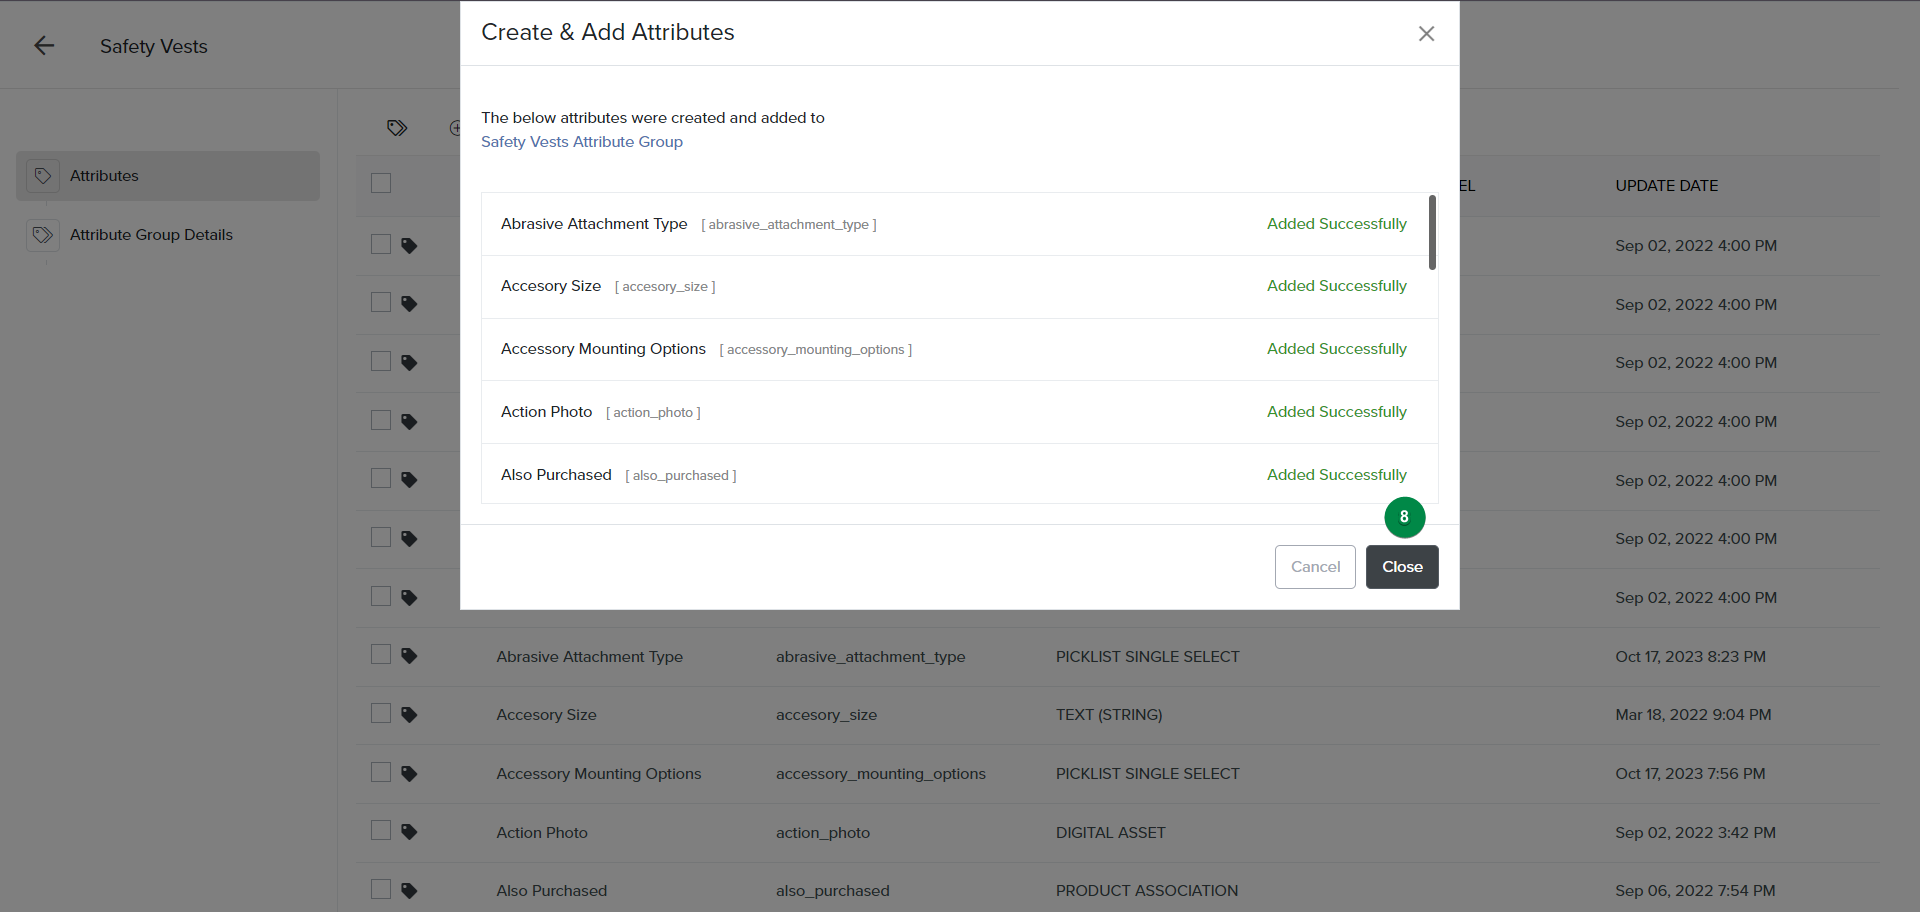 Create & Add Attributes
Safety Vests
The below attributes were created and added to
Safety Vests Attribute Group
Attributes
Attribute Group Details
EL UPDATE DATE
Abrasive Attachment Type [ abrasive_attachment_type ] Added Successfully
Sep 02, 2022 4:00 PM
Accesory Size [ accesory_size ] Added Successfully
Sep 02, 2022 4:00 PM
Accessory Mounting Options [ accessory_mounting_options ] Added Successfully
Sep 02, 2022 4:00 PM
Action Photo [ action_photo ] Added Successfully
Sep 02, 2022 4:00 PM
Also Purchased [ also_purchased ] Added Successfully
Sep 02, 2022 4:00 PM
8
Sep 02, 2022 4:00 PM
Cancel Close
Sep 02, 2022 4:00 PM
Abrasive Attachment Type abrasive_attachment_type PICKLIST SINGLE SELECT Oct 17, 2023 8:23 PM
Accesory Size accesory_size TEXT (STRING) Mar 18, 2022 9:04 PM
Accessory Mounting Options accessory_mounting_options PICKLIST SINGLE SELECT Oct 17, 2023 7:56 PM
Action Photo action_photo DIGITAL ASSET Sep 02, 2022 3:42 PM
Also Purchased also_purchased PRODUCT ASSOCIATION Sep 06, 2022 7:54 PM